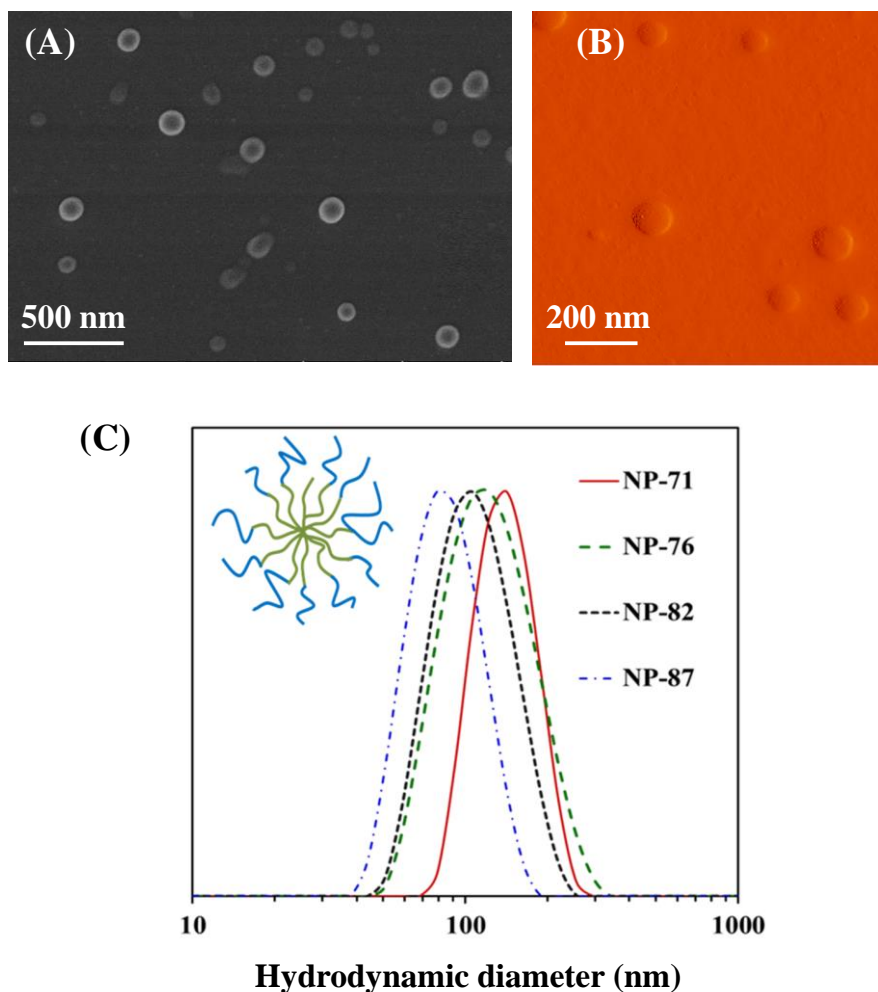 (A)
500 nm
(B)
200 nm
(C)
NP-71
NP-76
NP-82
NP-87
10
100
1000
Hydrodynamic diameter (nm)